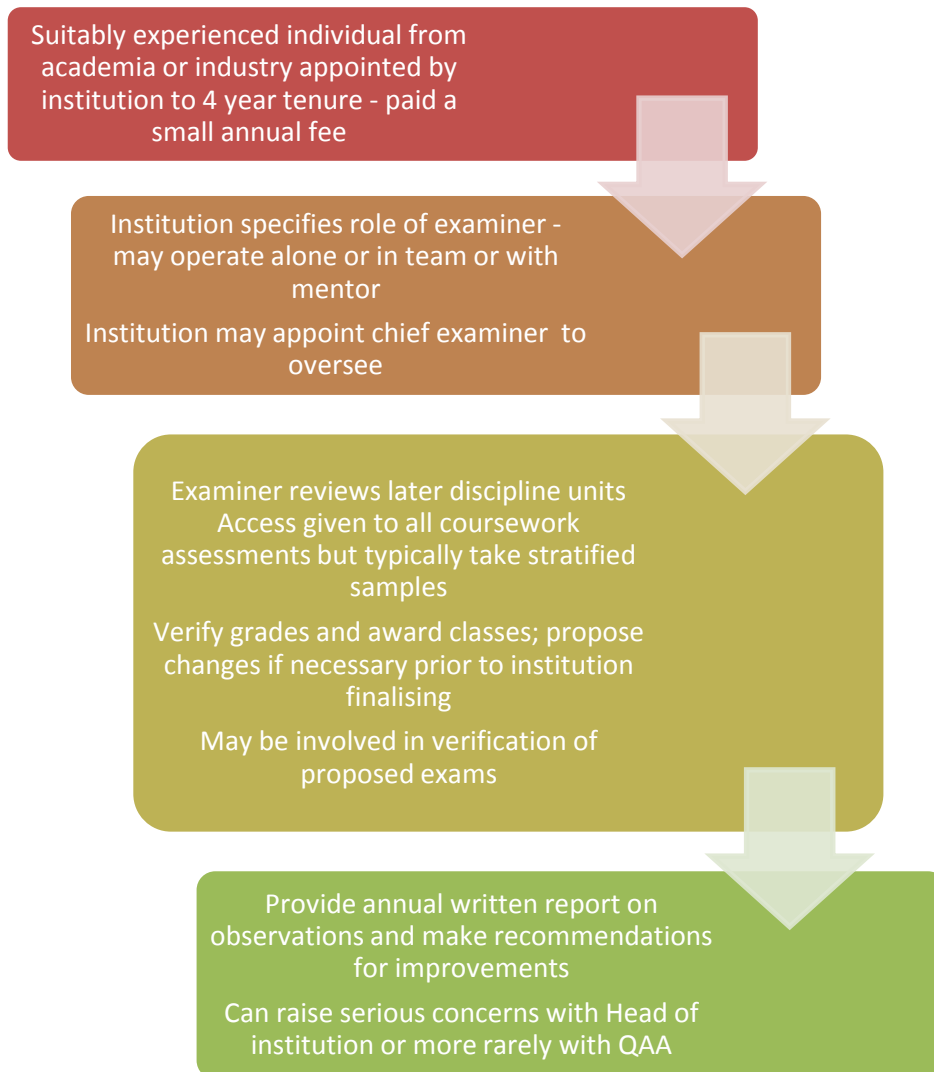 Suitably experienced individual from
academia or industry appointed by
institution to 4 year tenure - paid a
small annual fee
Institution specifies role of examiner -
may operate alone or in team or with
mentor
Institution may appoint chief examiner to
oversee
Examiner reviews later discipline units
Access given to all coursework
assessments but typically take stratified
samples
Verify grades and award classes; propose
changes if necessary prior to institution
finalising
May be involved in verification of
proposed exams
Provide annual written report on
observations and make recommendations
for improvements
Can raise serious concerns with Head of
institution or more rarely with QAA